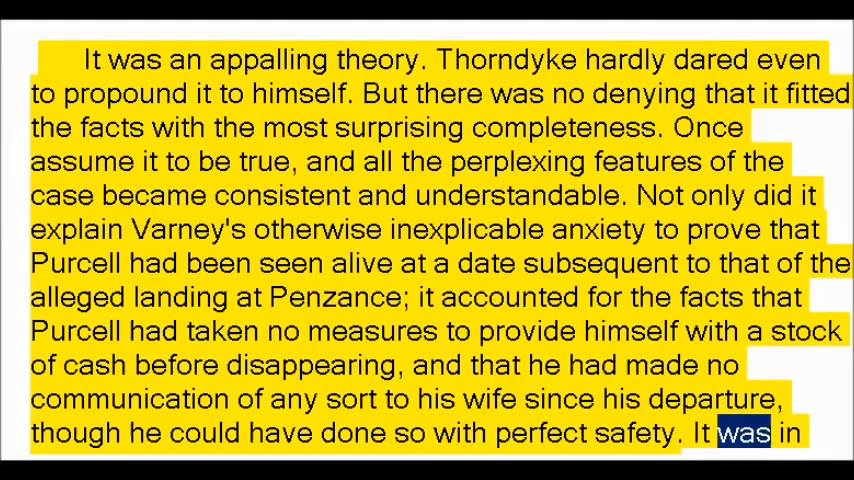 It was an appalling theory. Thorndyke hardly dared even
to propound it to himself. But there was no denying that it fitted
the facts with the most surprising completeness. Once
assume it to be true, and all the perplexing features of the
case became consistent and understandable. Not only did it
explain Varney's otherwise inexplicable anxiety to prove that
Purcell had been seen alive at a date subsequent to that of the
alleged landing at Penzance; it accounted for the facts that
Purcell had taken no measures to provide himself with a stock
of cash before disappearing, and that he had made no
communication of any sort to his wife since his departure,
though he could have done so with perfect safety. It was in